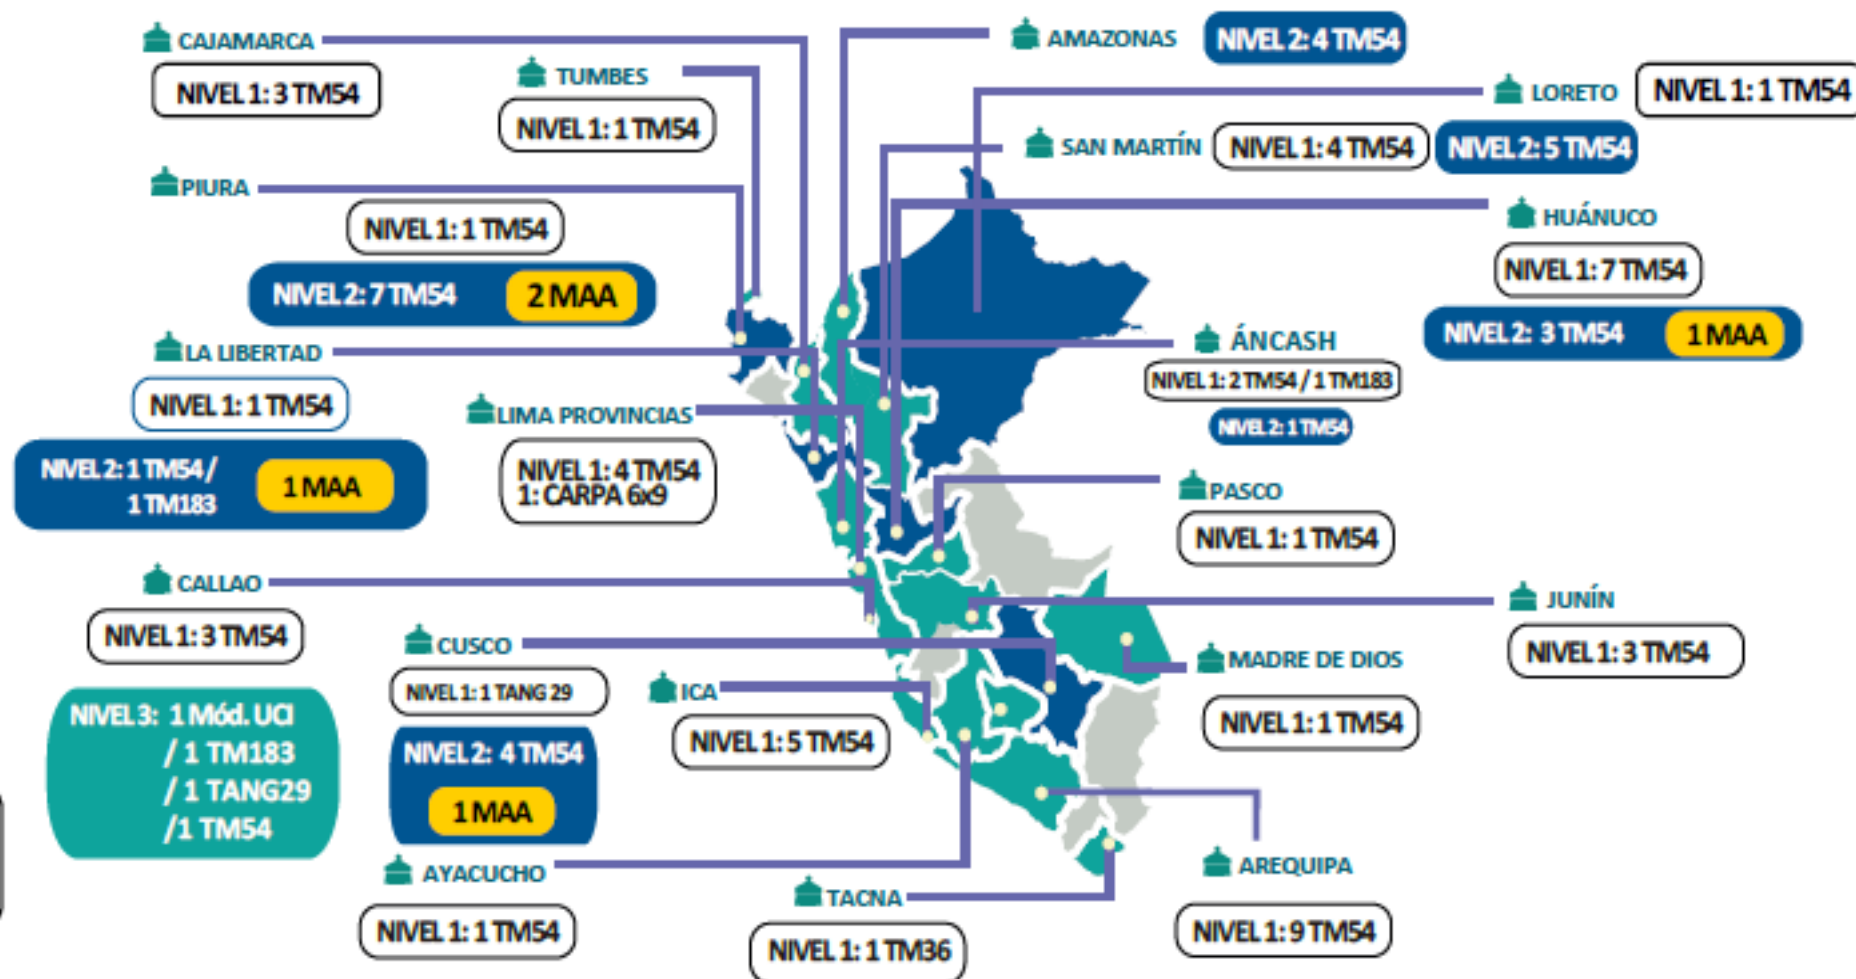 CAJAMARCA
NIVEL 1: 3 TM54
TUMBES
NIVEL 1: 1 TM54
AMAZONAS
NIVEL 2: 4 TM54
LORETO
NIVEL 1: 1 TM54
SAN MARTÍN
NIVEL 1: 4 TM54
NIVEL 2: 5 TM54
PIURA
NIVEL 1: 1 TM54
NIVEL 2: 7 TM54
2 MAA
HUÁNUCO
NIVEL 1: 7 TM54
NIVEL 2: 3 TM54
1 MAA
LA LIBERTAD
NIVEL 1: 1 TM54
NIVEL 2: 1 TM54 /
1 TM183
1 MAA
LIMA PROVINCIAS
NIVEL 1: 4 TM54
1: CARPA 6x9
ÁNCASH
NIVEL 1: 2 TM54 / 1 TM183
NIVEL 2: 1 TM54
PASCO
NIVEL 1: 1 TM54
CALLAO
NIVEL 1: 3 TM54
NIVEL 3: 1 Mód. UCI
/ 1 TM183
/ 1 TANG29
/1 TM54
CUSCO
NIVEL 1: 1 TANG 29
NIVEL 2: 4 TM54
1 MAA
ICA
NIVEL 1: 5 TM54
JUNÍN
NIVEL 1: 3 TM54
MADRE DE DIOS
NIVEL 1: 1 TM54
AYACUCHO
NIVEL 1: 1 TM54
TACNA
NIVEL 1: 1 TM36
AREQUIPA
NIVEL 1: 9 TM54